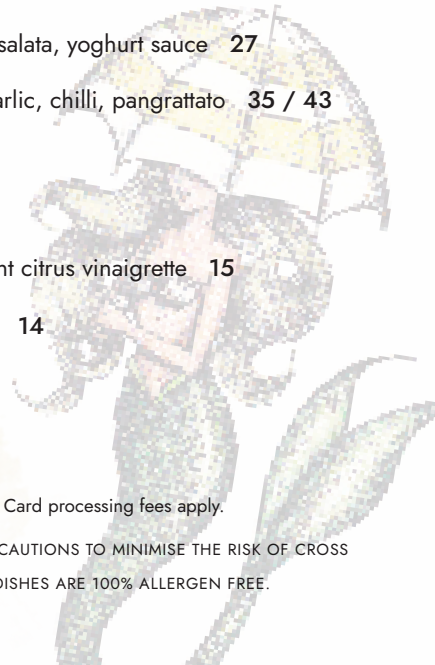 salata, yoghurt sauce 27
arlic, chilli, pangrattato 35 / 43
nt citrus vinaigrette 15
14
Card processing fees apply.
CAUTIONS TO MINIMISE THE RISK OF CROSS
DISHES ARE 100% ALLERGEN FREE.